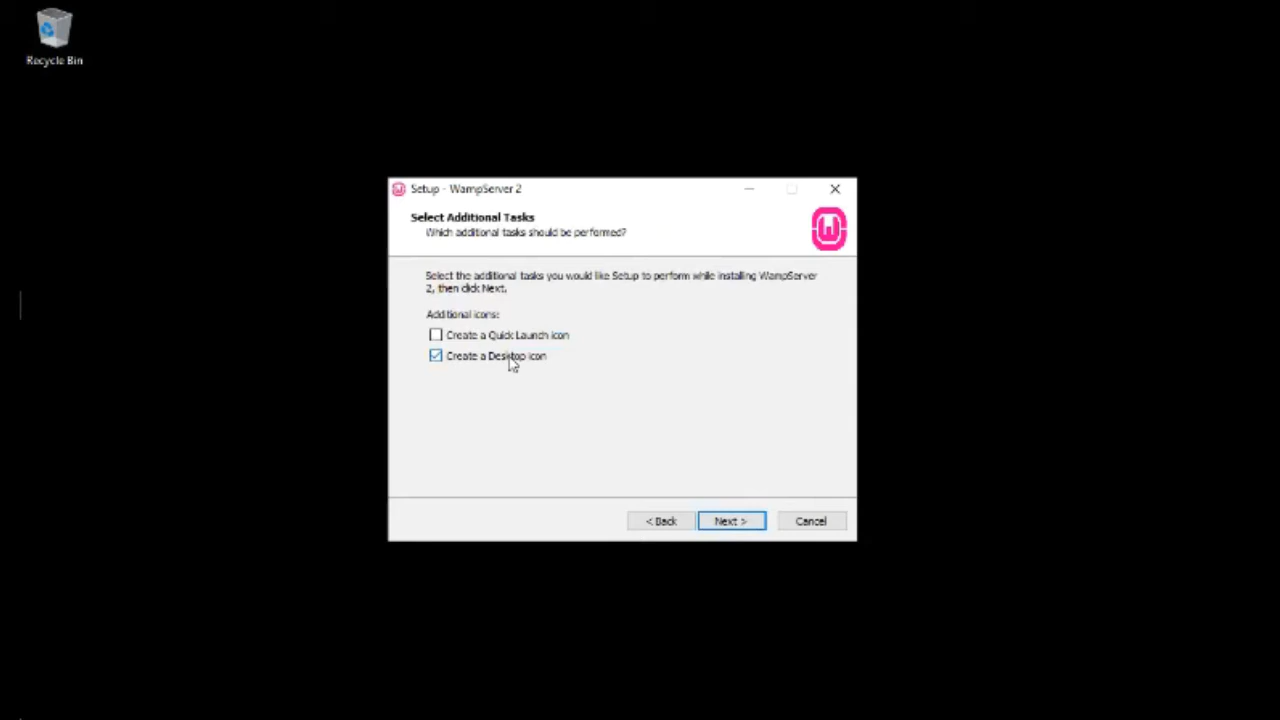 Recycle Bin
Setup - WampServer 2
Select Additional Tasks
Which additional tasks should be performed?
Select the additional tasks you would like Setup to perform while installing WampServer
2, then click Next.
Additional icons:
Create a Quick Launch icon
Create a Desktop icon
< Back
Next >
Cancel